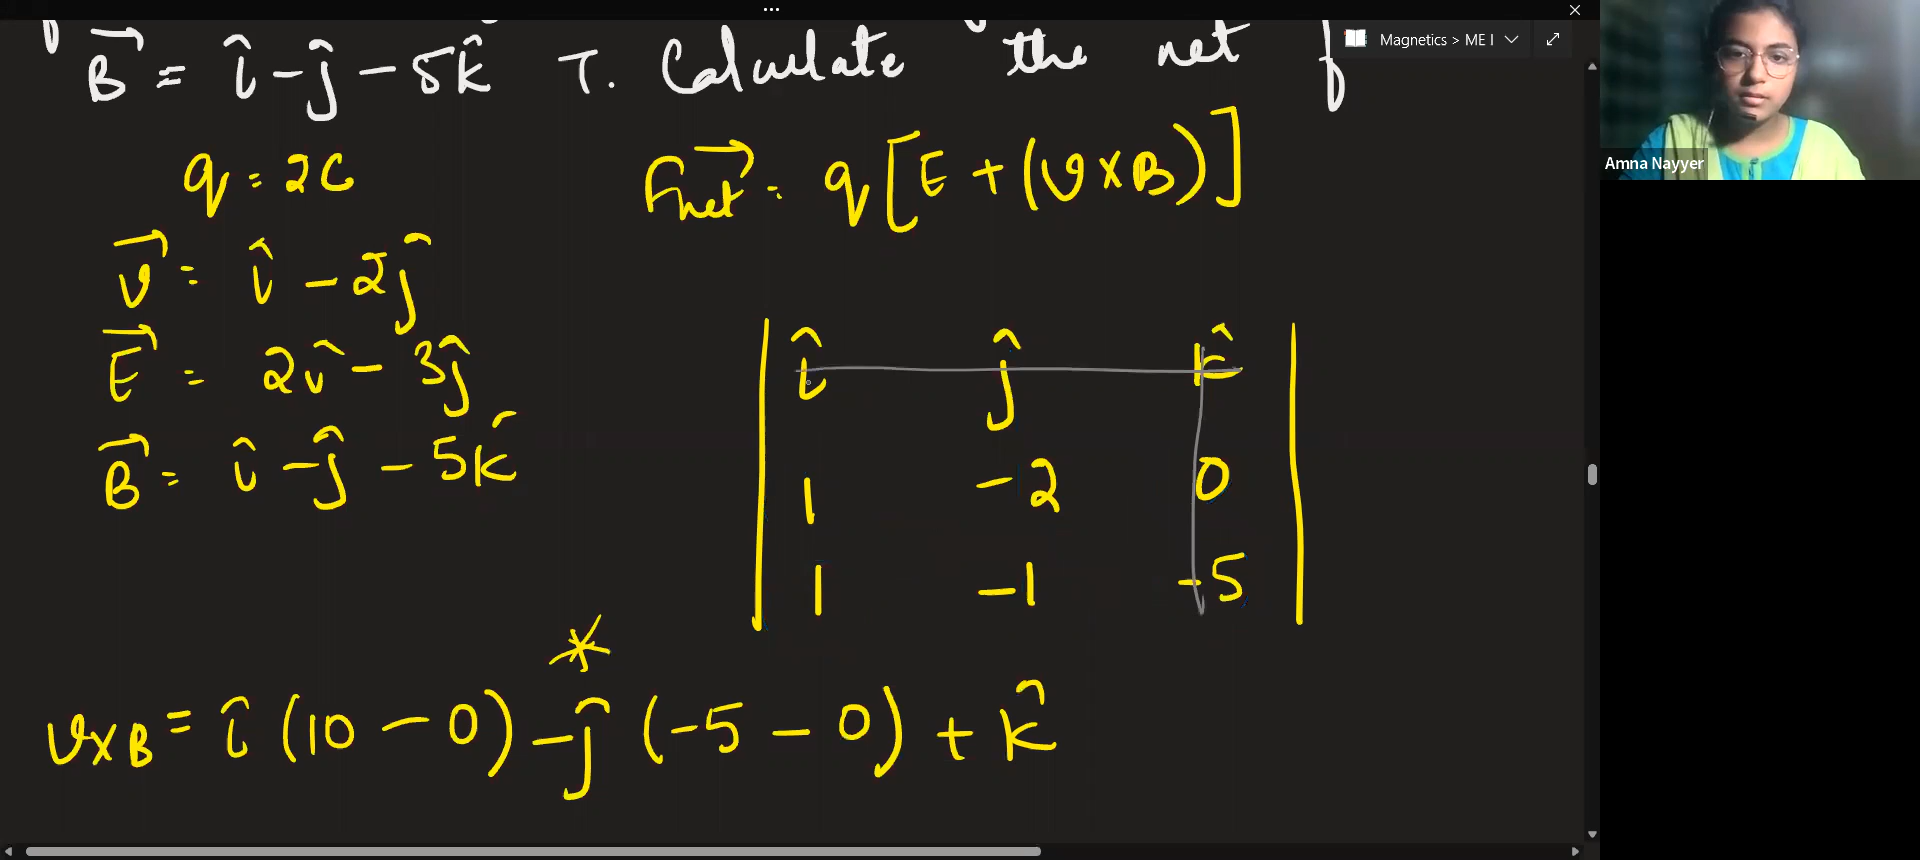 Magnetics > ME I
B⃗ = î - ĵ - 5k̂ T. Calculate the net f
q = 2C
F⃗net = q[E + (v×B)]
v⃗ = î - 2ĵ
E⃗ = 2î - 3ĵ
B⃗ = î - ĵ - 5k̂
î ĵ k̂
1 -2 0
1 -1 -5
*
v×B = î (10 - 0) - ĵ (-5 - 0) + k̂
Amna Nayyer